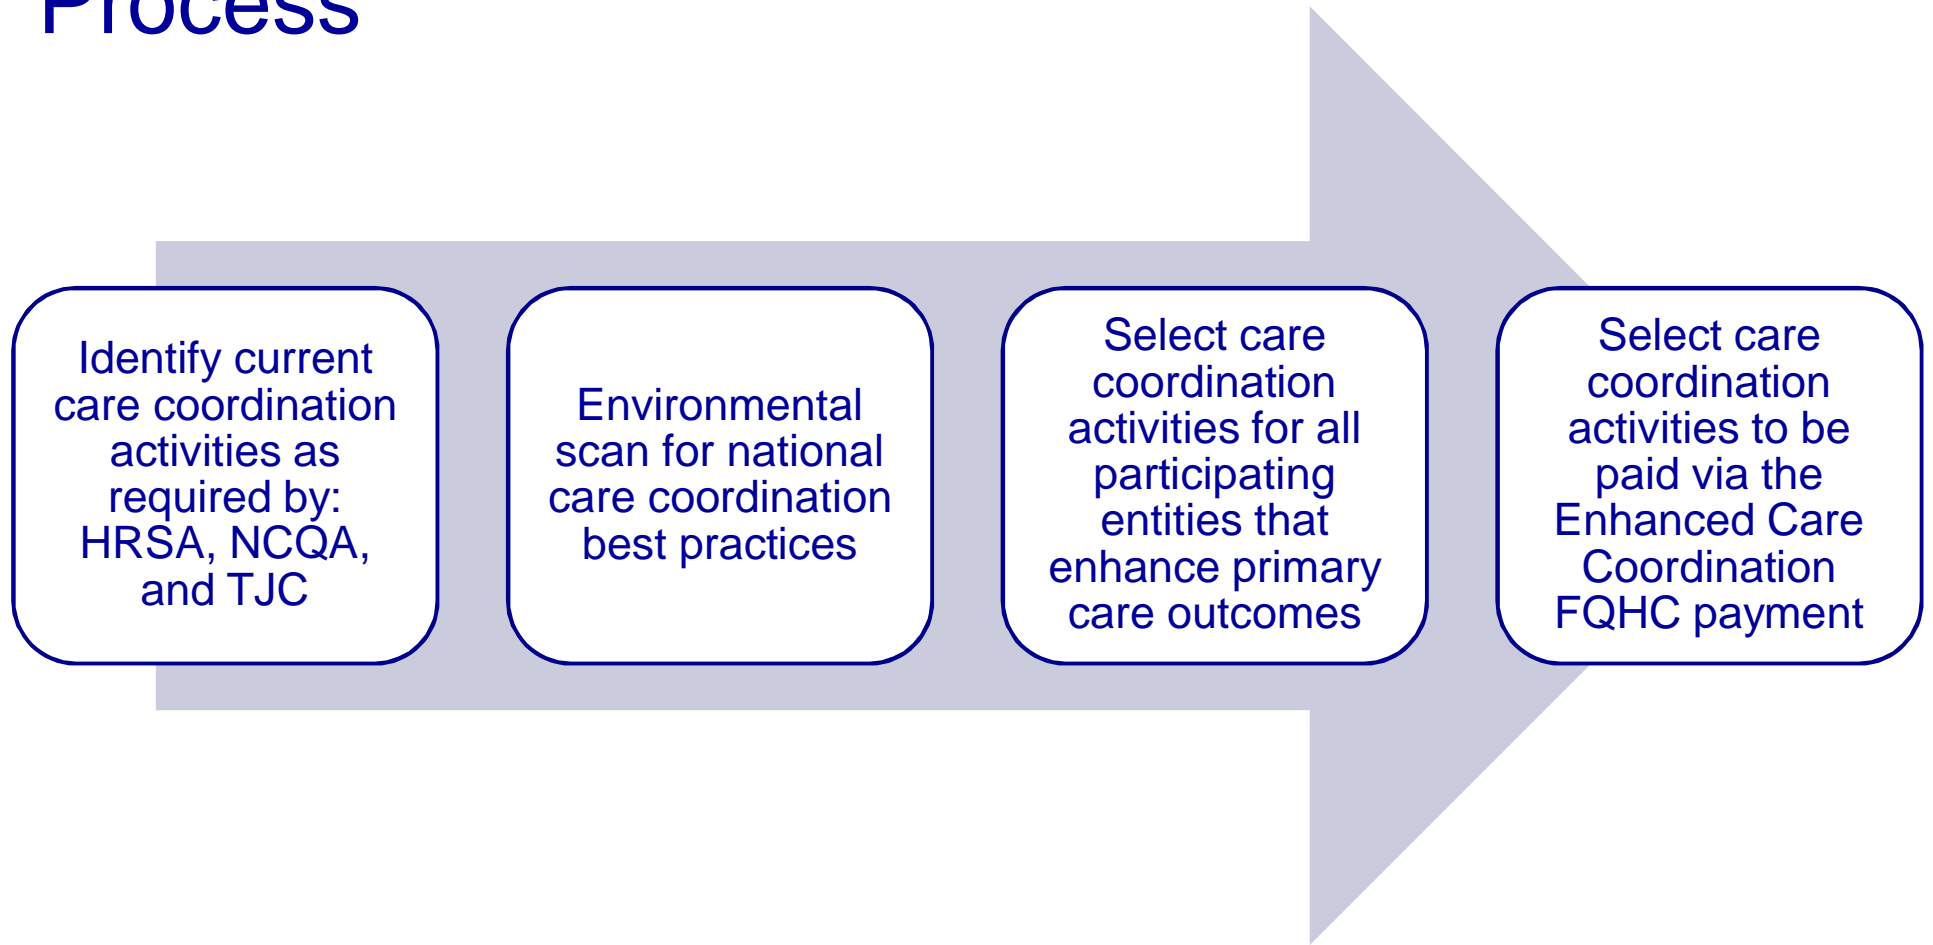 Process
Identify current
care coordination
activities as
required by:
HRSA, NCQA,
and TJC
Environmental
scan for national
care coordination
best practices
Select care
coordination
activities for all
participating
entities that
enhance primary
care outcomes
Select care
coordination
activities to be
paid via the
Enhanced Care
Coordination
FQHC payment